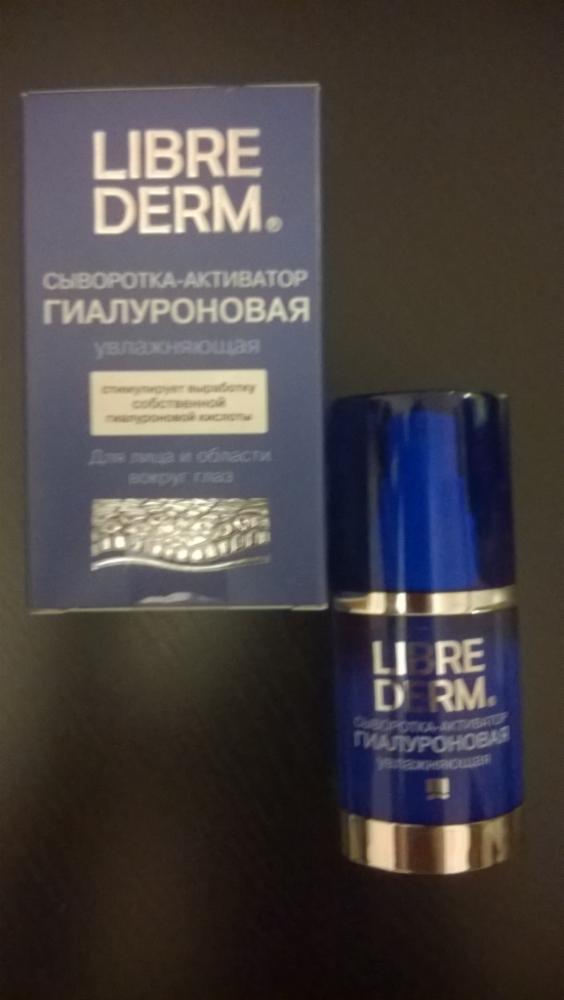 LIBRE
DERM®
СЫВОРОТКА-АКТИВАТОР
ГИАЛУРОНОВАЯ
увлажняющая
стимулирует выработку
собственной
гиалуроновой кислоты
Для лица и области
вокруг глаз
LIBRE
DERM®
СЫВОРОТКА-АКТИВАТОР
ГИАЛУРОНОВАЯ
увлажняющая